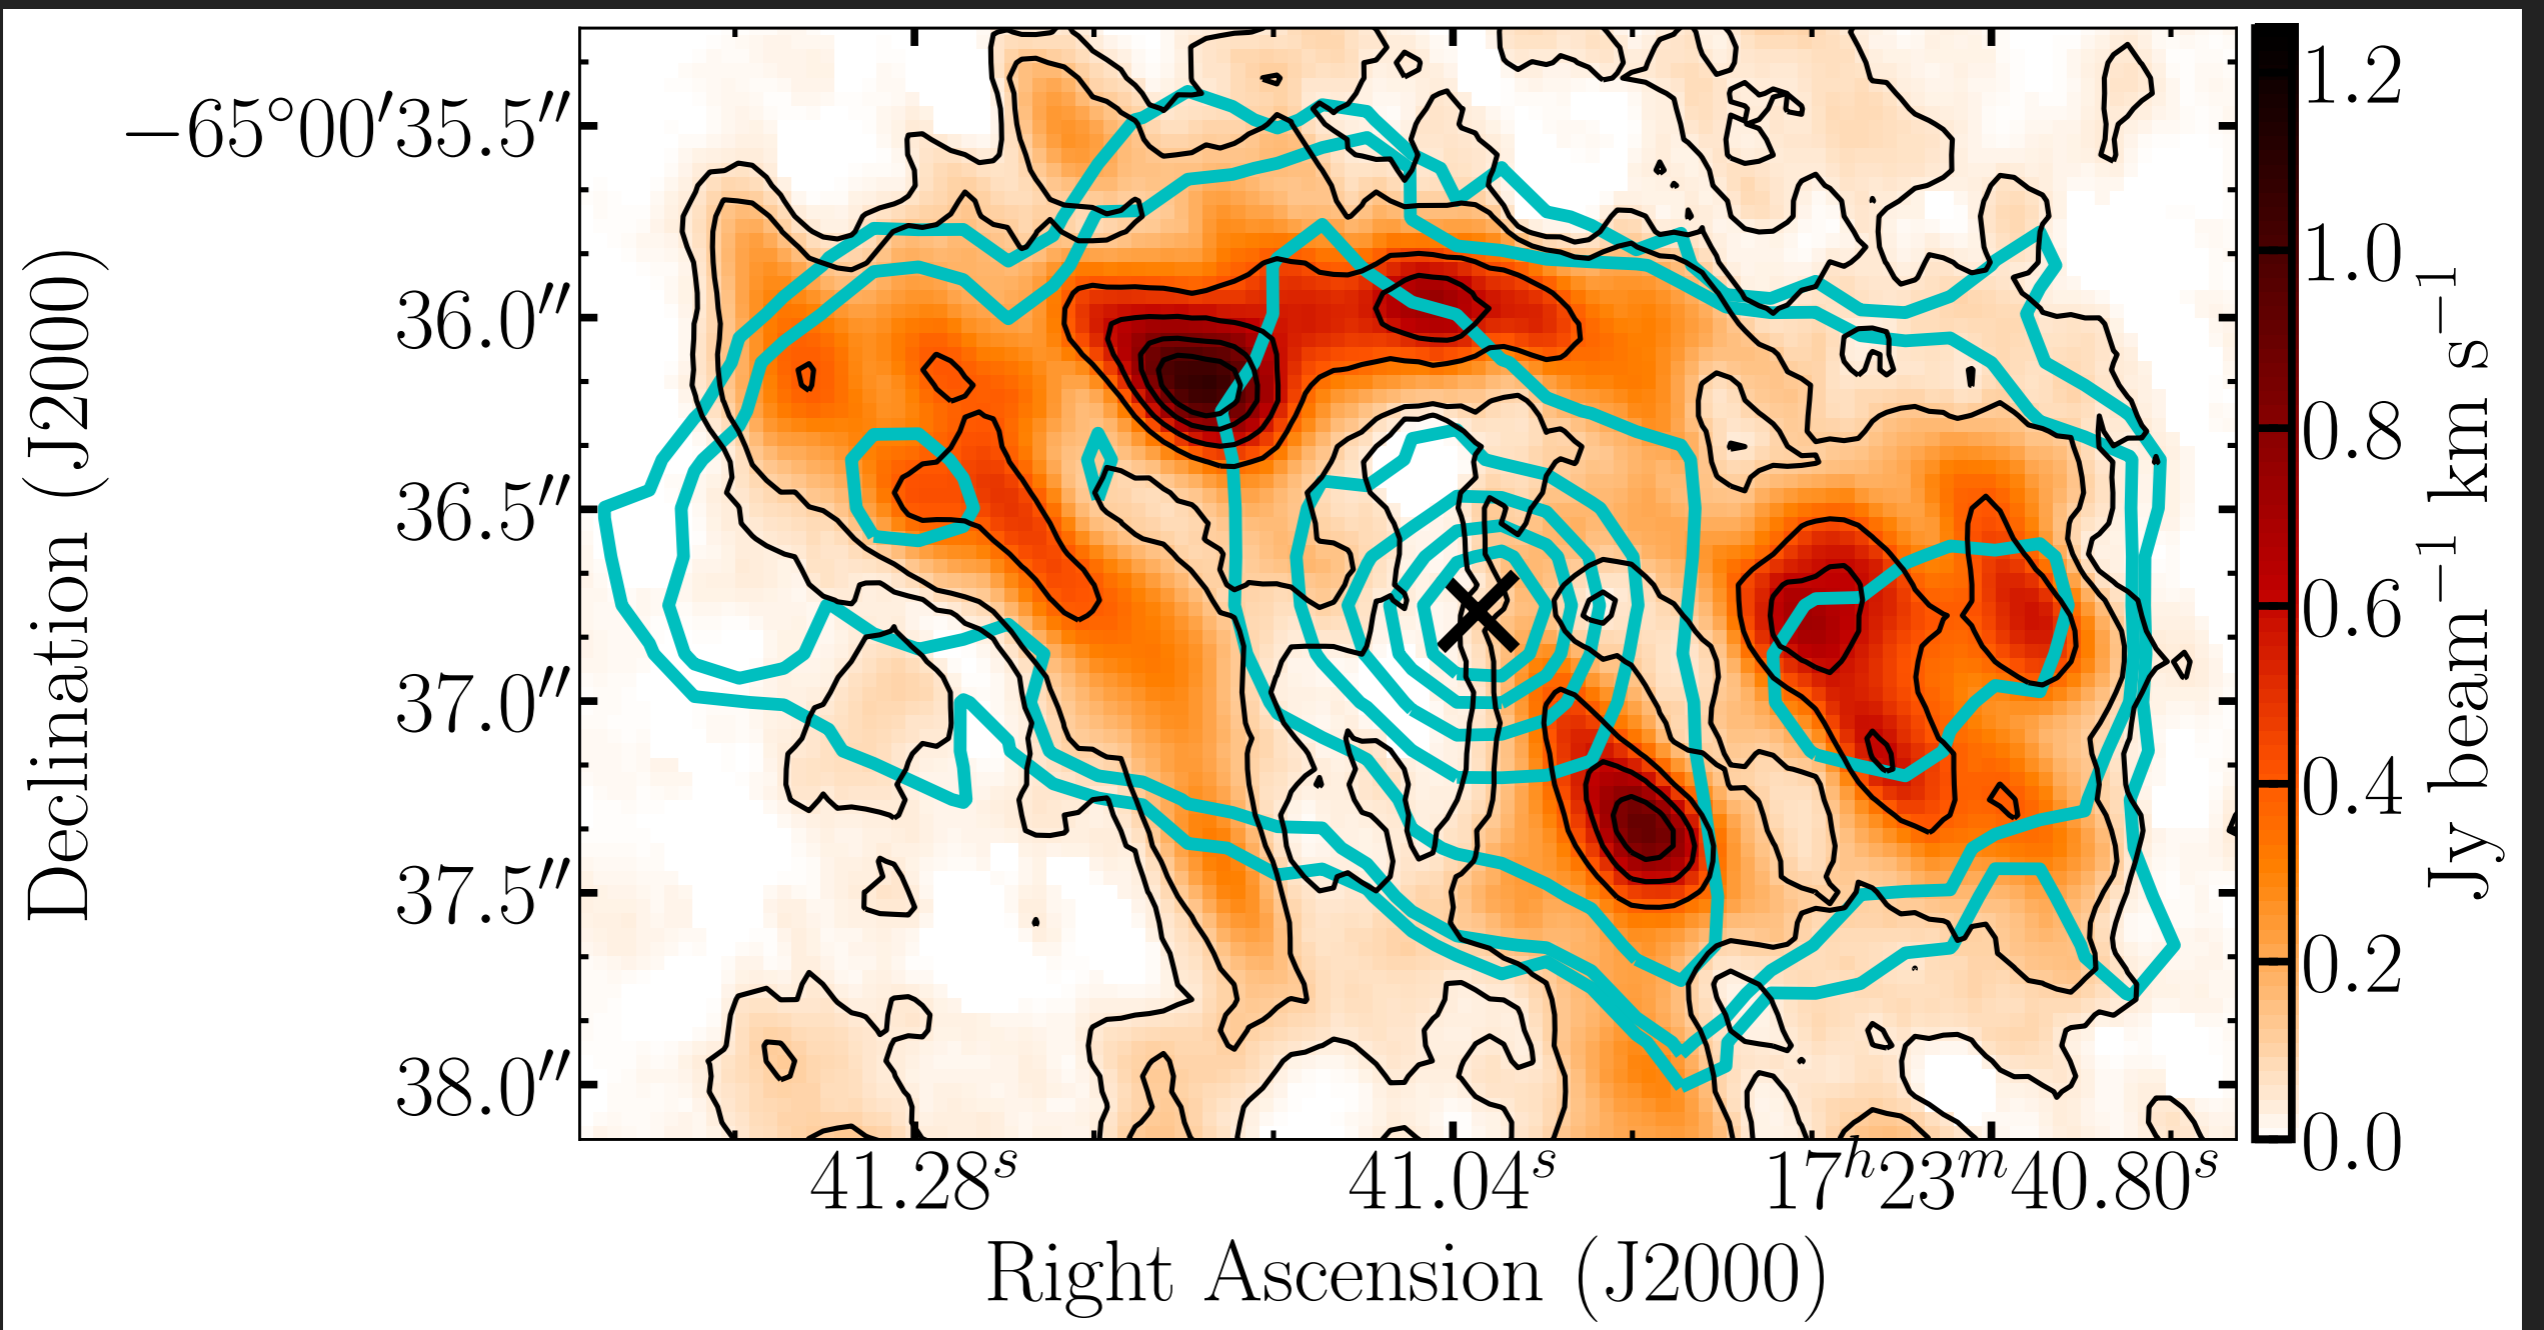 −65°00′35.5″
36.0″
36.5″
37.0″
37.5″
38.0″
Declination (J2000)
41.28ˢ
41.04ˢ
17ʰ23ᵐ40.80ˢ
Right Ascension (J2000)
1.2
1.0
0.8
0.6
0.4
0.2
0.0
Jy beam⁻¹ km s⁻¹